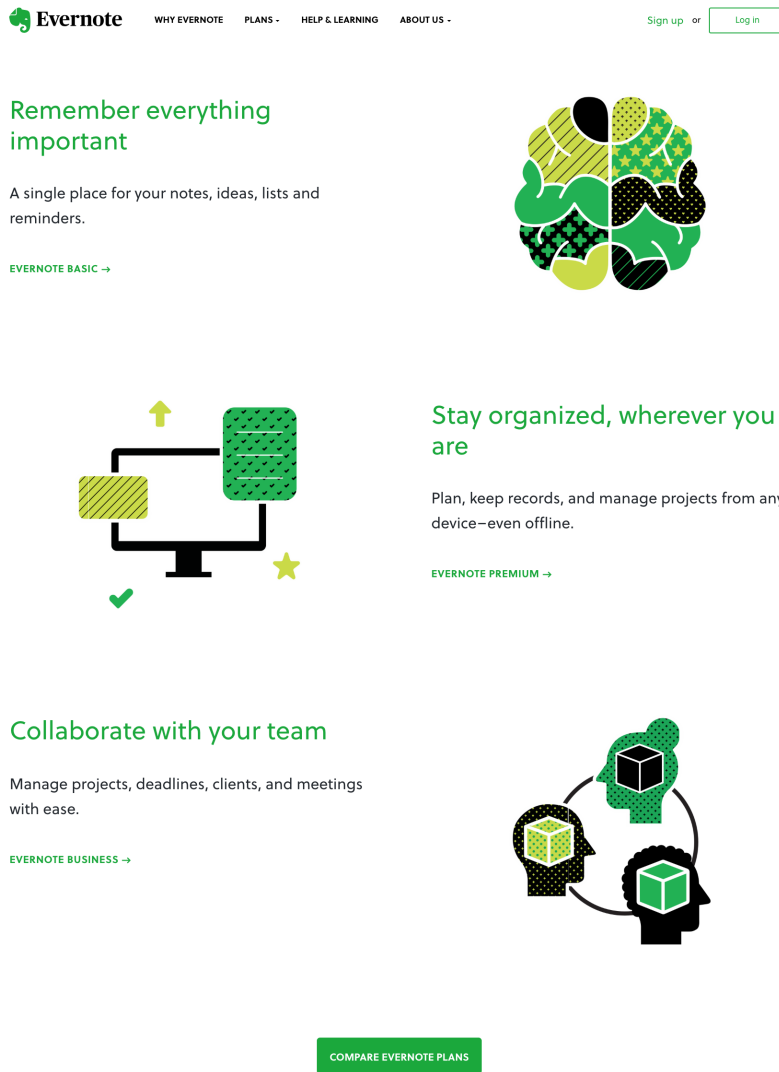 Evernote
WHY EVERNOTE
PLANS
HELP & LEARNING
ABOUT US
Sign up or
Log in
Remember everything
important
A single place for your notes, ideas, lists and
reminders.
EVERNOTE BASIC →
Stay organized, wherever you
are
Plan, keep records, and manage projects from any
device–even offline.
EVERNOTE PREMIUM →
Collaborate with your team
Manage projects, deadlines, clients, and meetings
with ease.
EVERNOTE BUSINESS →
COMPARE EVERNOTE PLANS